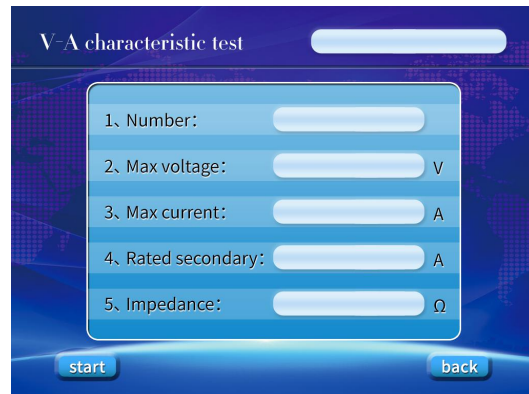 V-A characteristic test
1、Number：
2、Max voltage： V
3、Max current： A
4、Rated secondary： A
5、Impedance： Ω
start back